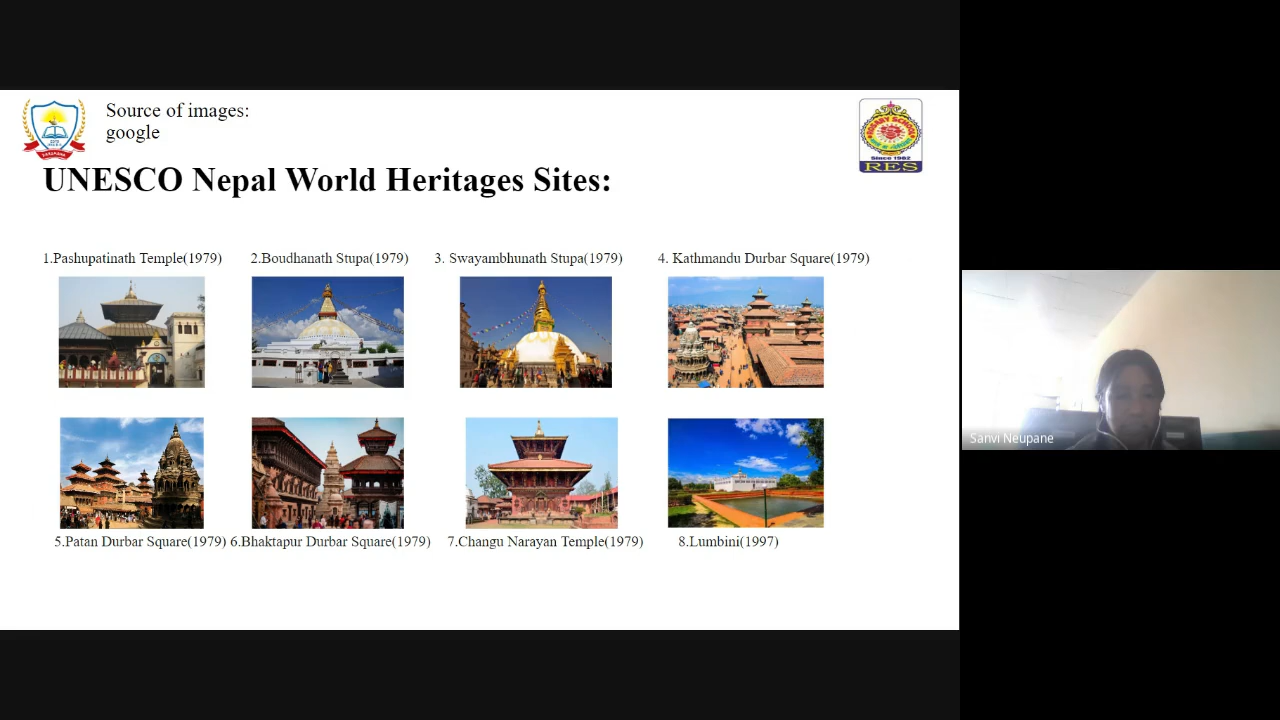 Source of images:
google
ROSARY SCHOOL
Since 1982
RES
UNESCO Nepal World Heritages Sites:
1.Pashupatinath Temple(1979) 2.Boudhanath Stupa(1979) 3. Swayambhunath Stupa(1979) 4. Kathmandu Durbar Square(1979)
5.Patan Durbar Square(1979) 6.Bhaktapur Durbar Square(1979) 7.Changu Narayan Temple(1979) 8.Lumbini(1997)
Sanvi Neupane